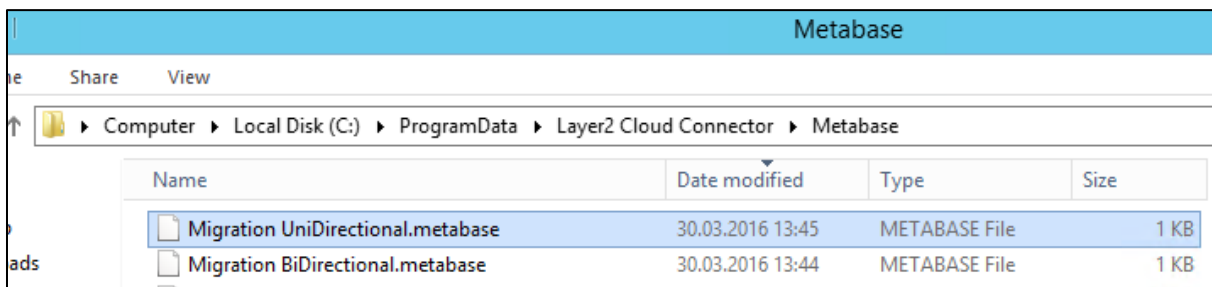 Metabase
Share View
Computer Local Disk (C:) ProgramData Layer2 Cloud Connector Metabase
Name Date modified Type Size
Migration UniDirectional.metabase 30.03.2016 13:45 METABASE File 1 KB
Migration BiDirectional.metabase 30.03.2016 13:44 METABASE File 1 KB